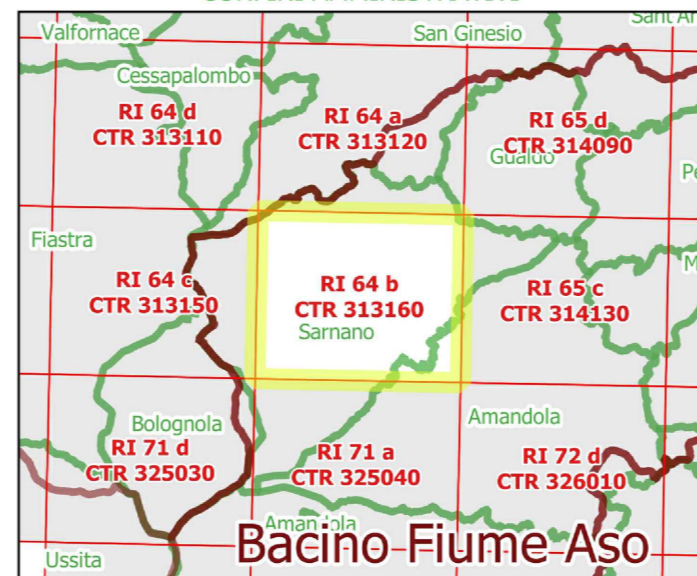 Valfornace
San Ginesio
Cessapalombo
RI 64 d
CTR 313110
RI 64 a
CTR 313120
RI 65 d
CTR 314090
Gualdo
Fiastra
RI 64 c
CTR 313150
RI 64 b
CTR 313160
Sarnano
RI 65 c
CTR 314130
Bolognola
Amandola
RI 71 d
CTR 325030
RI 71 a
CTR 325040
RI 72 d
CTR 326010
Amandola
Bacino Fiume Aso
Ussita